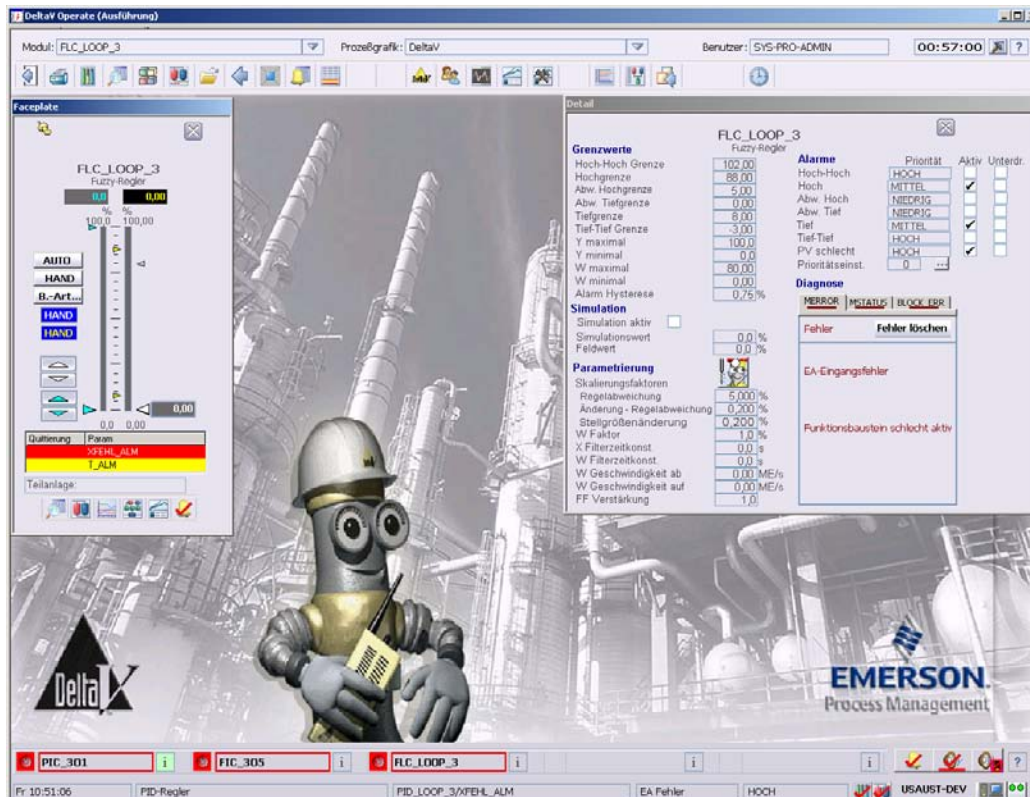 DeltaV Operate (Ausführung)
Modul: FLC_LOOP_3 Prozeßgrafik: DeltaV Benutzer: SYS-PRO-ADMIN 00:57:00 ?
Faceplate
FLC_LOOP_3
Fuzzy-Regler
0,0 0,00
% %
100,0 100,00
AUTO
HAND
B.-Art...
HAND
HAND
0,00
0,0 0,00
Quittierung Param
XFEHL_ALM
T_ALM
Teilanlage:
Detail
FLC_LOOP_3
Fuzzy-Regler
Grenzwerte
Hoch-Hoch Grenze 102,00
Hochgrenze 88,00
Abw. Hochgrenze 5,00
Abw. Tiefgrenze 0,00
Tiefgrenze 8,00
Tief-Tief Grenze -3,00
Y maximal 100,0
Y minimal 0,0
W maximal 80,00
W minimal 0,00
Alarm Hysterese 0,75 %
Simulation
Simulation aktiv
Simulationswert 0,0 %
Feldwert 0,0 %
Parametrierung
Skalierungsfaktoren
Regelabweichung 5,000 %
Änderung - Regelabweichung 0,200 %
Stellgrößenänderung 0,200 %
W Faktor 1,0 %
X Filterzeitkonst. 0,0 s
W Filterzeitkonst. 0,0 s
W Geschwindigkeit ab 0,00 ME/s
W Geschwindigkeit auf 0,00 ME/s
FF Verstärkung 1,0
Alarme Priorität Aktiv Unterdr.
Hoch-Hoch HOCH
Hoch MITTEL
Abw. Hoch NIEDRIG
Abw. Tief NIEDRIG
Tief MITTEL
Tief-Tief HOCH
PV schlecht HOCH
Prioritätseinst. 0 ...
Diagnose
MERROR MSTATUS BLOCK ERR
Fehler Fehler löschen
EA-Eingangsfehler
Funktionsbaustein schlecht aktiv
DeltaV
EMERSON
Process Management
PIC_301 i FIC_305 i FLC_LOOP_3 i i i ?
Fr 10:51:06 PID-Regler PID_LOOP_3/XFEHL_ALM EA Fehler HOCH USAUST-DEV